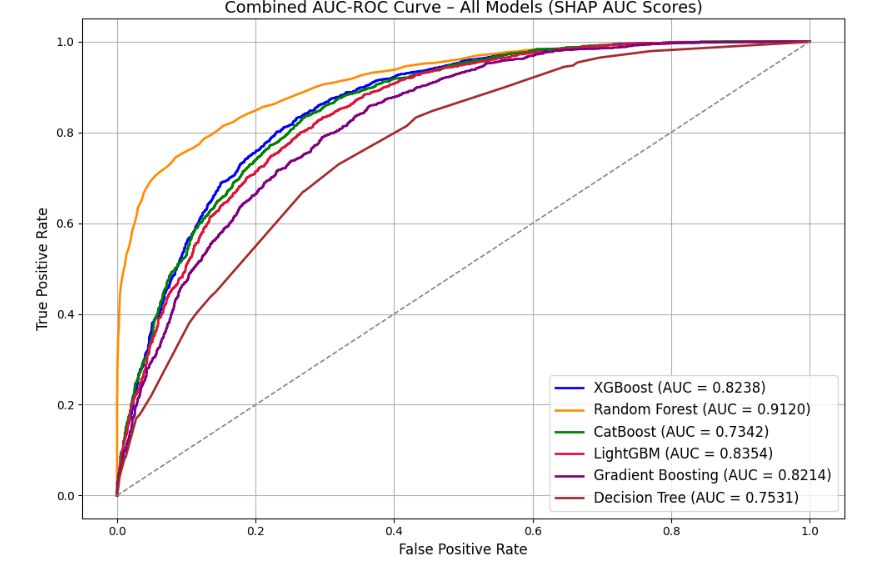 Combined AUC-ROC Curve – All Models (SHAP AUC Scores)
True Positive Rate
1.0
0.8
0.6
0.4
0.2
0.0
XGBoost (AUC = 0.8238)
Random Forest (AUC = 0.9120)
CatBoost (AUC = 0.7342)
LightGBM (AUC = 0.8354)
Gradient Boosting (AUC = 0.8214)
Decision Tree (AUC = 0.7531)
0.0 0.2 0.4 0.6 0.8 1.0
False Positive Rate